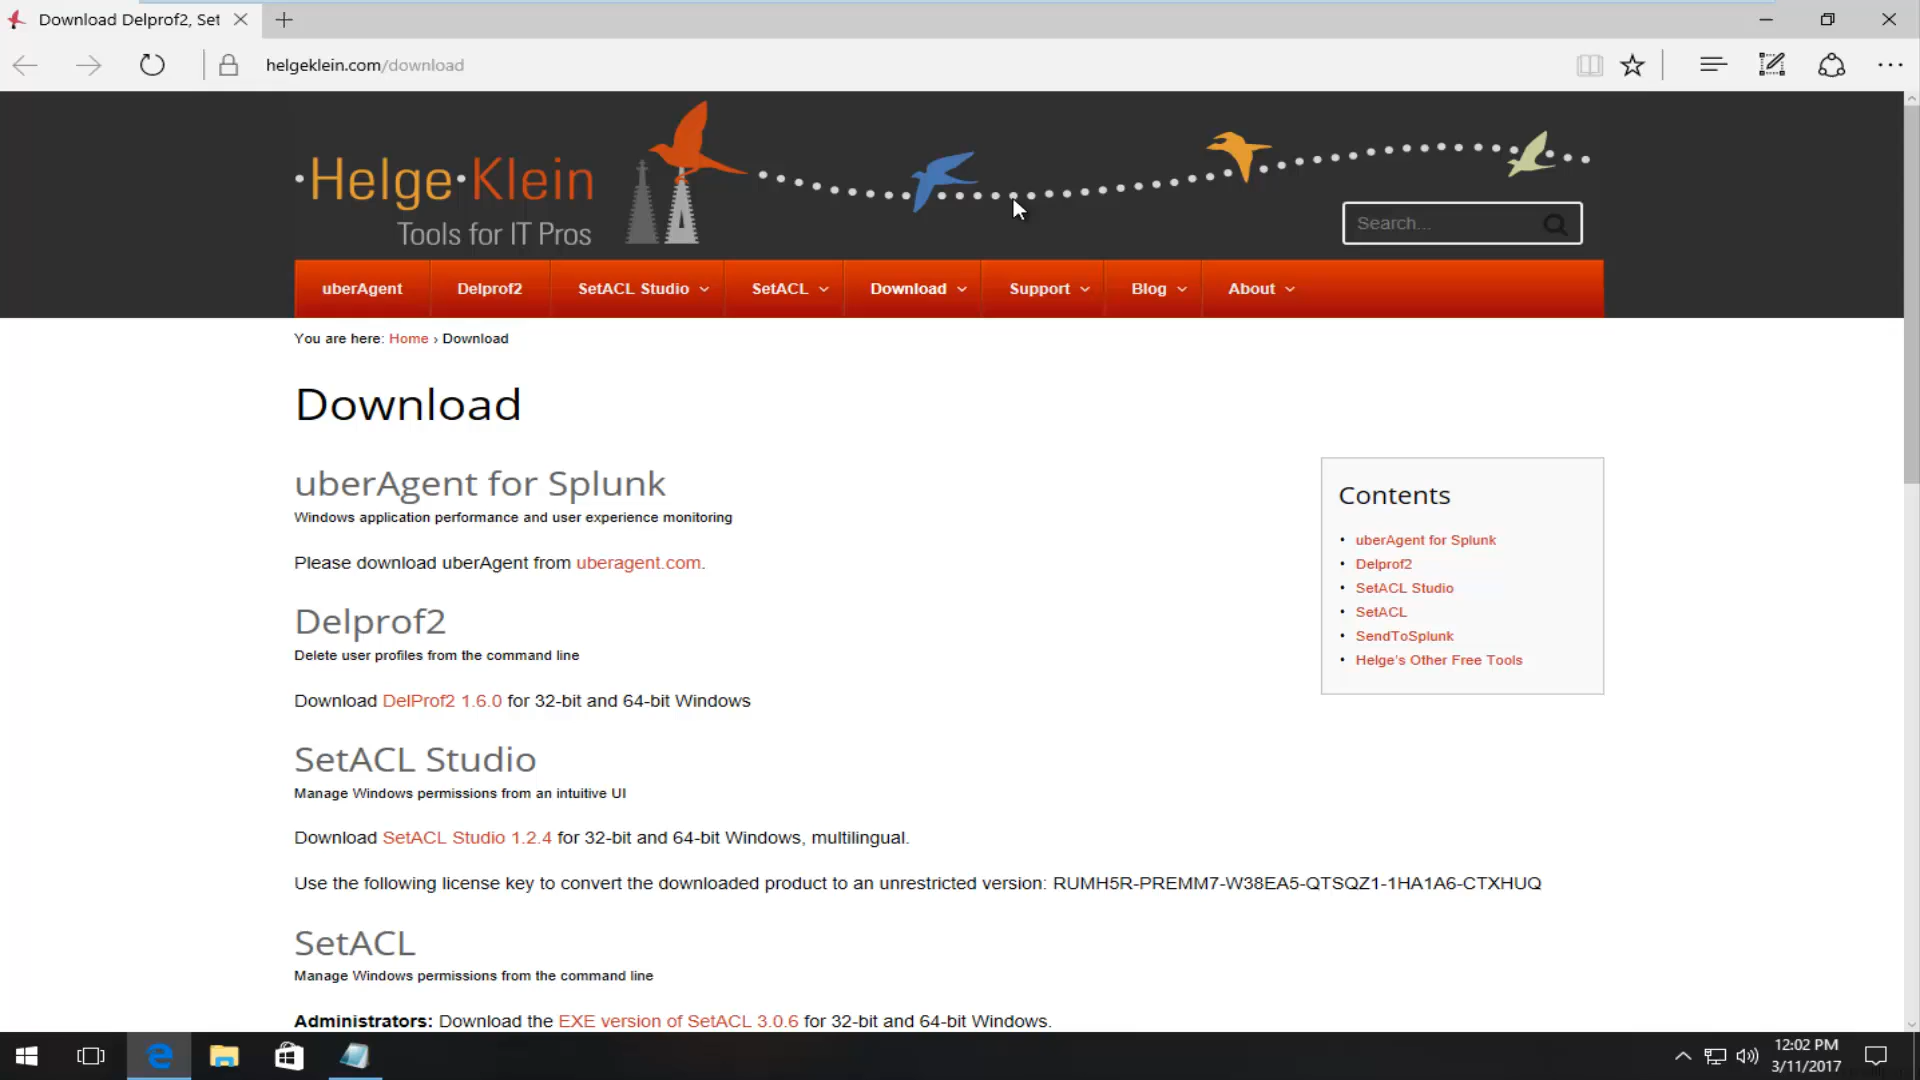 Download Delprof2, Set
helgeklein.com/download
Helge Klein
Tools for IT Pros
Search...
uberAgent
Delprof2
SetACL Studio
SetACL
Download
Support
Blog
About
You are here: Home › Download
Download
uberAgent for Splunk
Windows application performance and user experience monitoring
Please download uberAgent from uberagent.com.
Delprof2
Delete user profiles from the command line
Download DelProf2 1.6.0 for 32-bit and 64-bit Windows
SetACL Studio
Manage Windows permissions from an intuitive UI
Download SetACL Studio 1.2.4 for 32-bit and 64-bit Windows, multilingual.
Use the following license key to convert the downloaded product to an unrestricted version: RUMH5R-PREMM7-W38EA5-QTSQZ1-1HA1A6-CTXHUQ
SetACL
Manage Windows permissions from the command line
Administrators: Download the EXE version of SetACL 3.0.6 for 32-bit and 64-bit Windows.
Contents
• uberAgent for Splunk
• Delprof2
• SetACL Studio
• SetACL
• SendToSplunk
• Helge's Other Free Tools
12:02 PM
3/11/2017